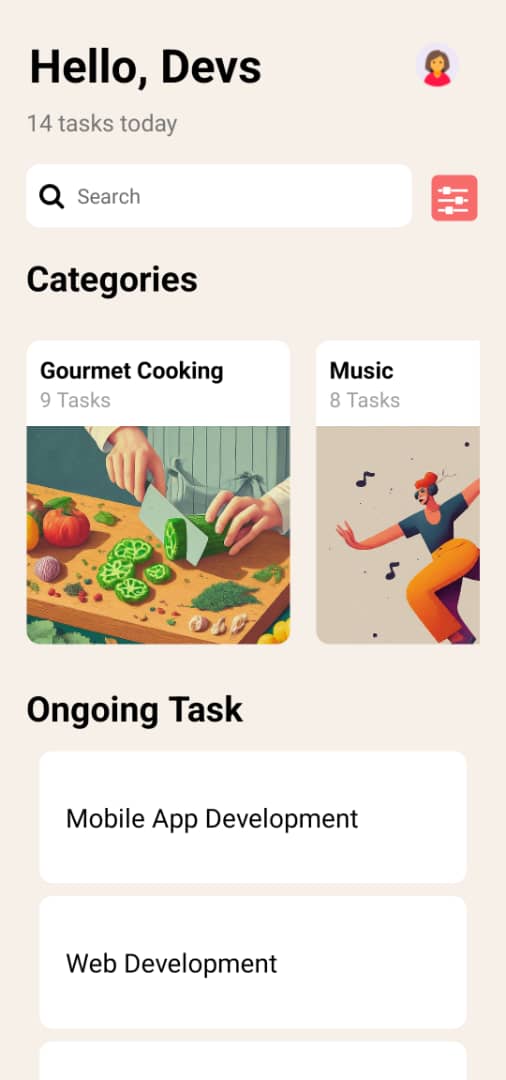 Hello, Devs
14 tasks today
Search
Categories
Gourmet Cooking
9 Tasks
Music
8 Tasks
Ongoing Task
Mobile App Development
Web Development